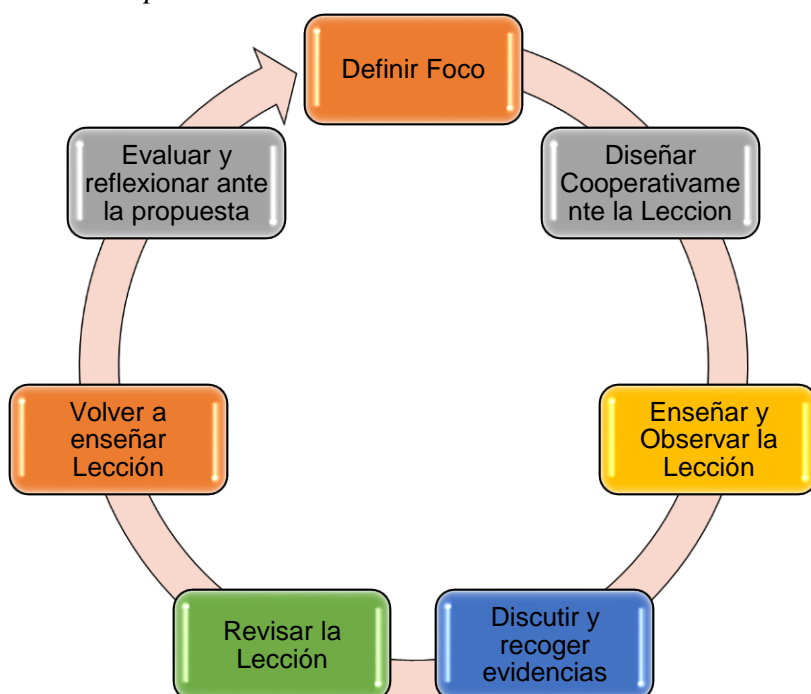 Definir Foco
Diseñar
Cooperativame
nte la Leccion
Enseñar y
Observar la
Lección
Discutir y
recoger
evidencias
Revisar la
Lección
Volver a
enseñar
Lección
Evaluar y
reflexionar ante
la propuesta